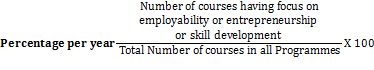 Number of courses having focus on
employability or entrepreneurship
or skill development
Percentage per year
Total Number of courses in all Programmes
X 100